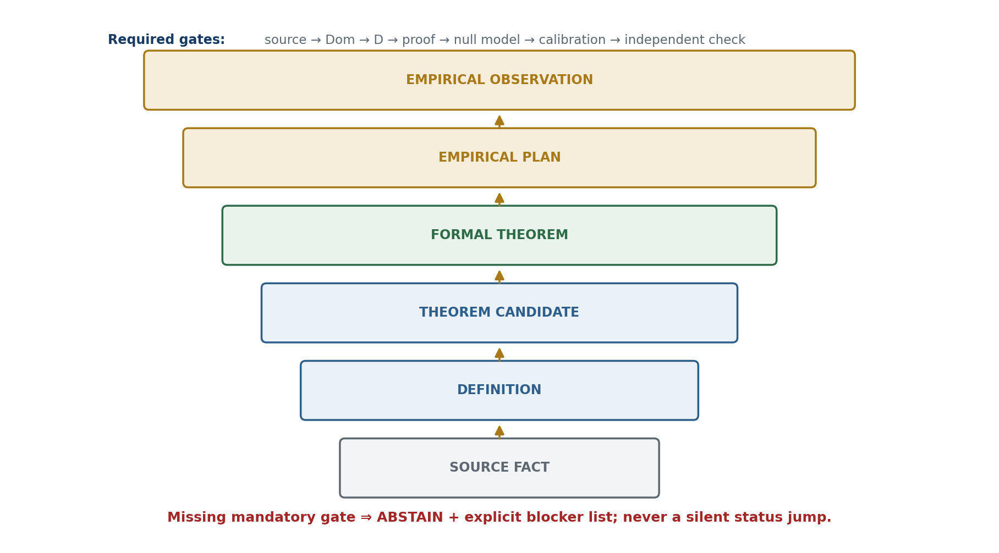 Required gates: source → Dom → D → proof → null model → calibration → independent check
EMPIRICAL OBSERVATION
EMPIRICAL PLAN
FORMAL THEOREM
THEOREM CANDIDATE
DEFINITION
SOURCE FACT
Missing mandatory gate ⇒ ABSTAIN + explicit blocker list; never a silent status jump.